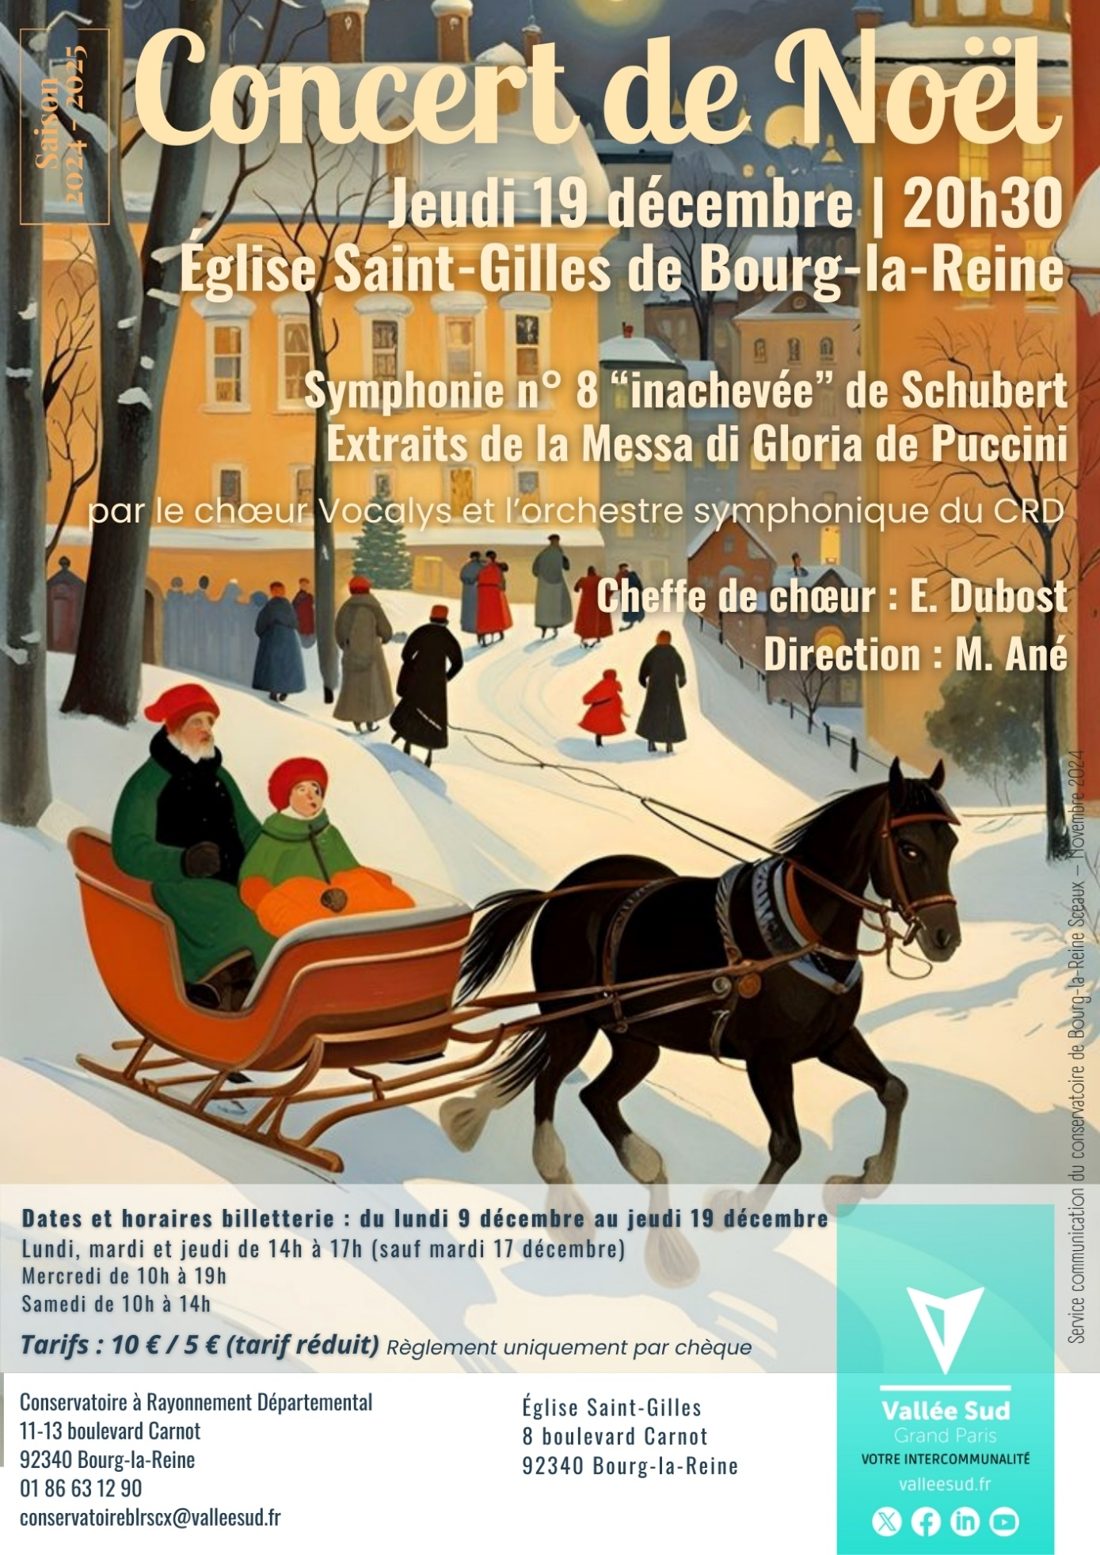 Saison
2024-2025
Concert de Noël
Jeudi 19 décembre | 20h30
Église Saint-Gilles de Bourg-la-Reine
Symphonie n° 8 “inachevée” de Schubert
Extraits de la Messa di Gloria de Puccini
par le chœur Vocalys et l’orchestre symphonique du CRD
Cheffe de chœur : E. Dubost
Direction : M. Ané
Service communication du conservatoire de Bourg-la-Reine Sceaux – Novembre 2024
Dates et horaires billetterie : du lundi 9 décembre au jeudi 19 décembre
Lundi, mardi et jeudi de 14h à 17h (sauf mardi 17 décembre)
Mercredi de 10h à 19h
Samedi de 10h à 14h
Tarifs : 10 € / 5 € (tarif réduit) Règlement uniquement par chèque
Conservatoire à Rayonnement Départemental
11-13 boulevard Carnot
92340 Bourg-la-Reine
01 86 63 12 90
conservatoireblrscx@valleesud.fr
Église Saint-Gilles
8 boulevard Carnot
92340 Bourg-la-Reine
Vallée Sud
Grand Paris
VOTRE INTERCOMMUNALITÉ
valleesud.fr